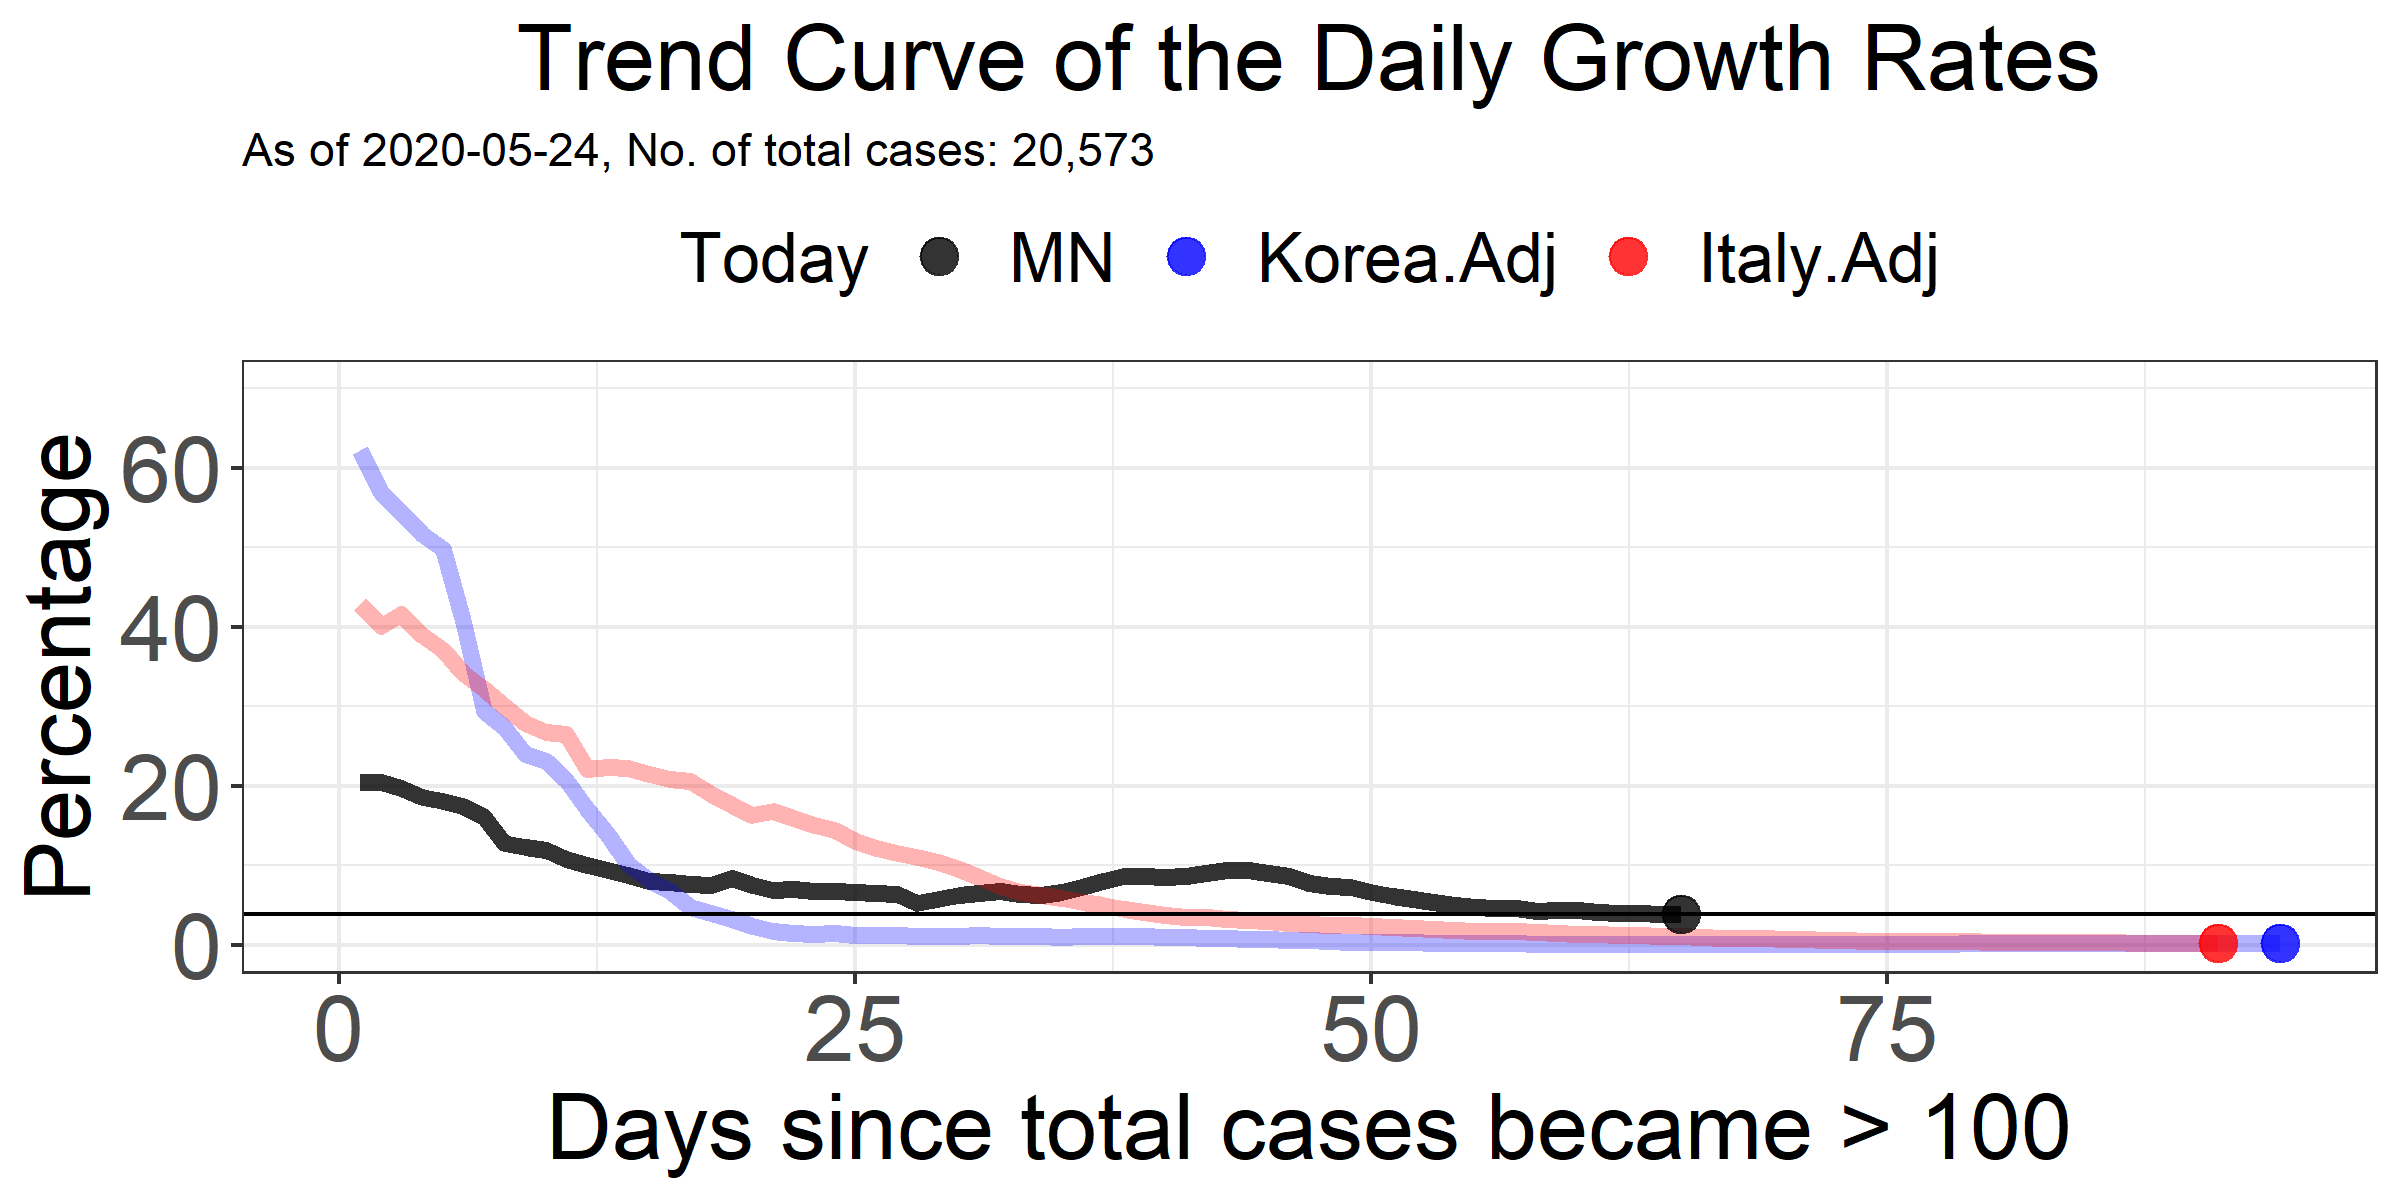 Trend Curve of the Daily Growth Rates
As of 2020-05-24, No. of total cases: 20,573
Today MN Korea.Adj Italy.Adj
Percentage
60
40
20
0
0 25 50 75
Days since total cases became > 100